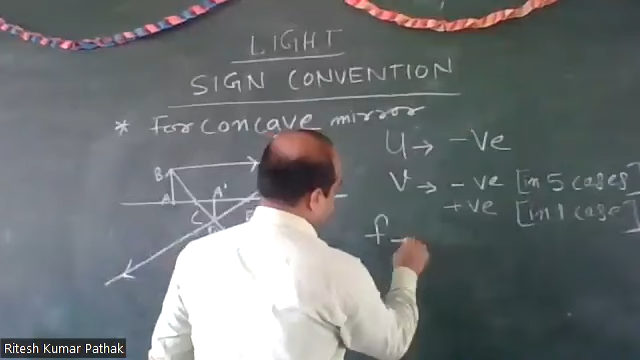 LIGHT
SIGN CONVENTION
* For concave mirror
u → -ve
v → -ve [in 5 cases]
+ve [in 1 case]
f -
B
A A'
C
Ritesh Kumar Pathak